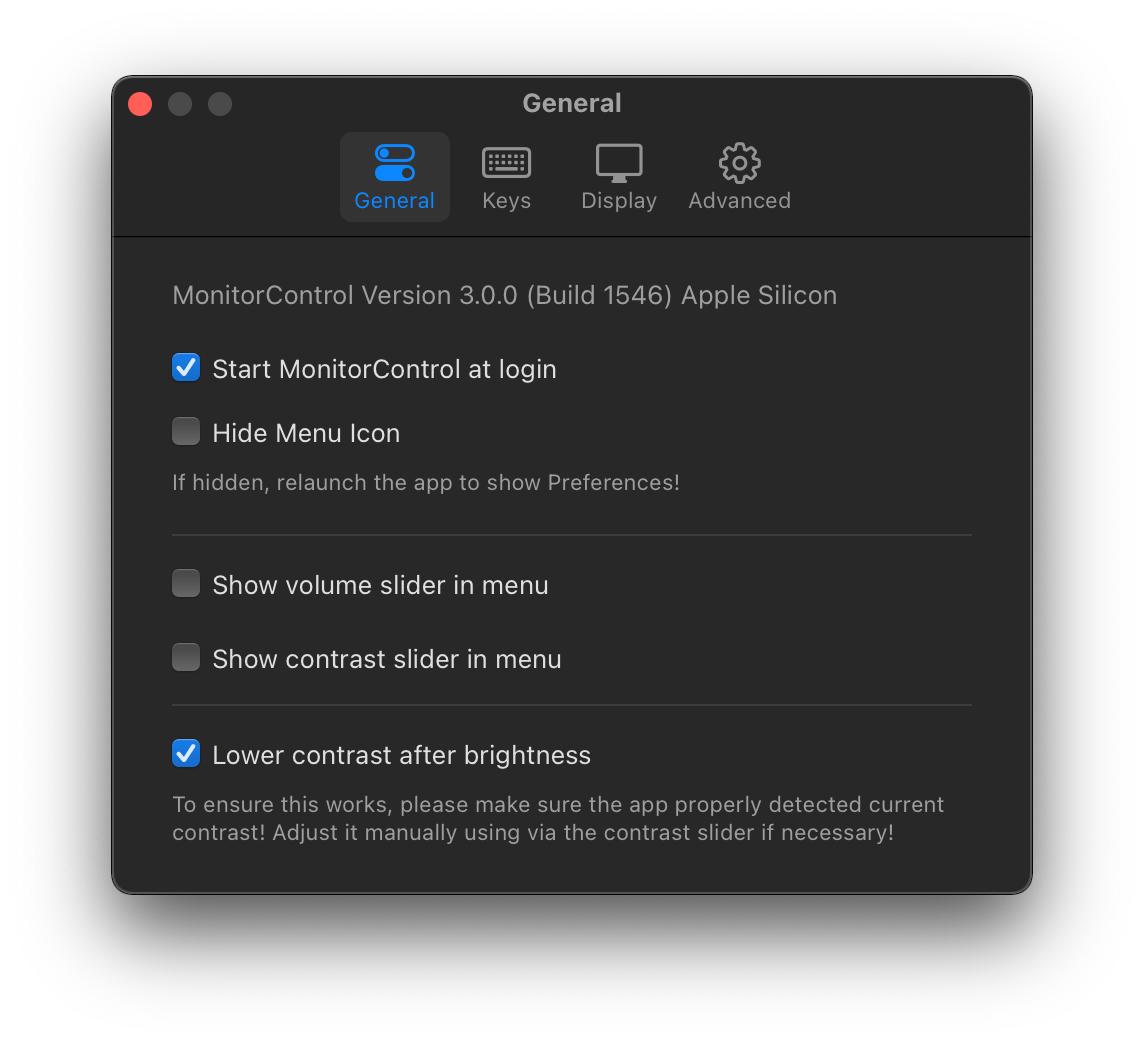 General
General
Keys
Display
Advanced
MonitorControl Version 3.0.0 (Build 1546) Apple Silicon
Start MonitorControl at login
Hide Menu Icon
If hidden, relaunch the app to show Preferences!
Show volume slider in menu
Show contrast slider in menu
Lower contrast after brightness
To ensure this works, please make sure the app properly detected current
contrast! Adjust it manually using via the contrast slider if necessary!